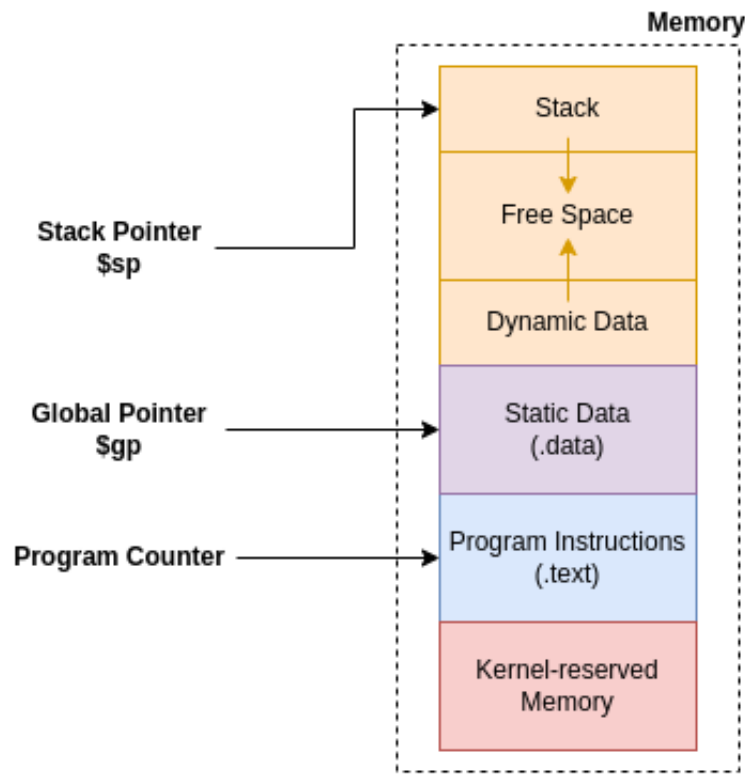 Memory
Stack
Free Space
Stack Pointer
$sp
Dynamic Data
Global Pointer
$gp
Static Data
(.data)
Program Counter
Program Instructions
(.text)
Kernel-reserved
Memory